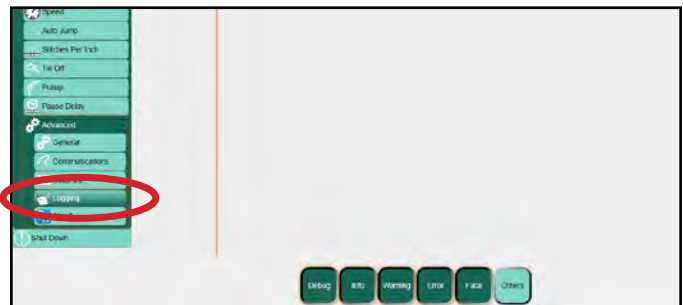 Speed
Auto Jump
Stitches Per Inch
Tie Off
Pullup
Pause Delay
Advanced
General
Communications
Logging
Shut Down
Debug
Info
Warning
Error
Fatal
Others